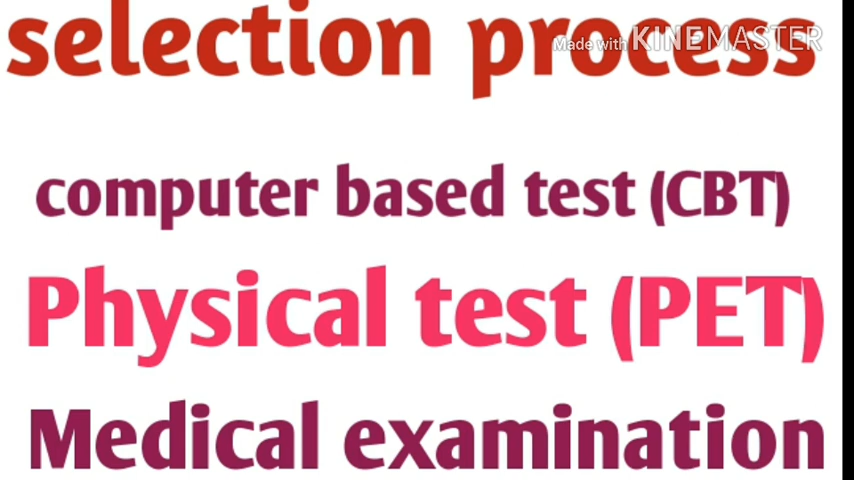 selection process
Made with KINEMASTER
computer based test (CBT)
Physical test (PET)
Medical examination